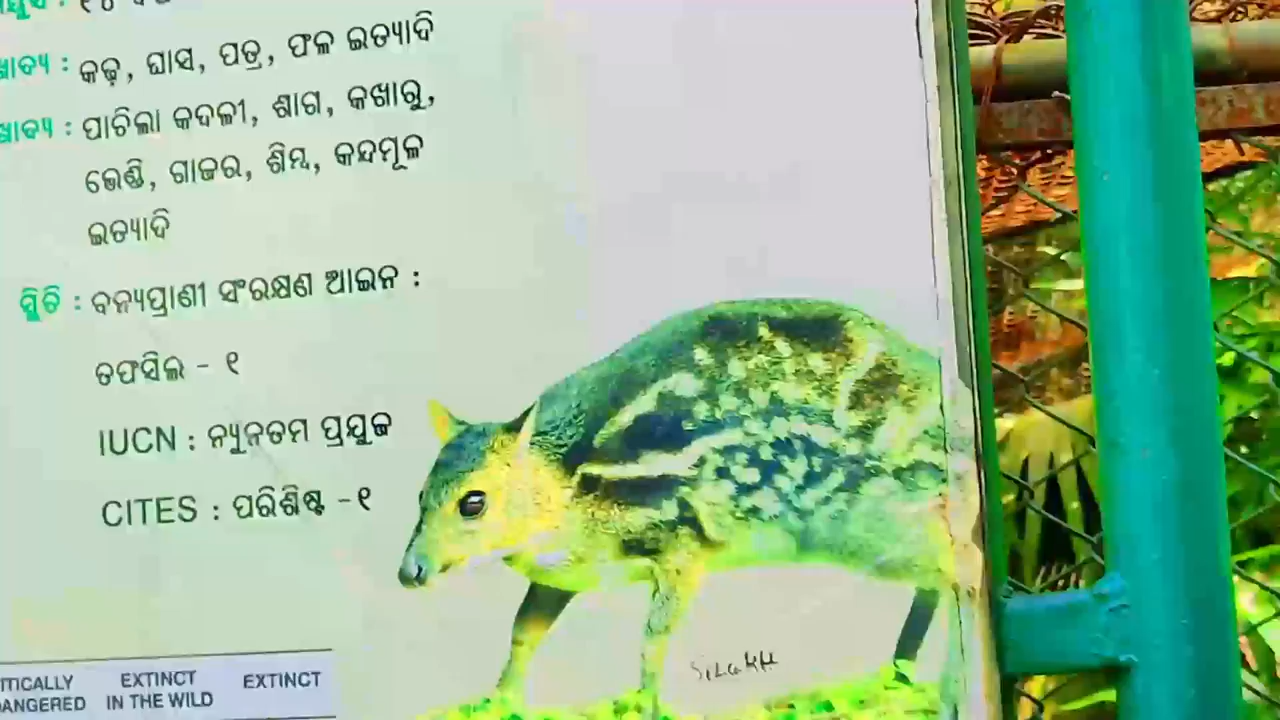 କଢ଼, ଘାସ, ପତ୍ର, ଫଳ ଇତ୍ୟାଦି
ପାଚିଲା କଦଳୀ, ଶାଗ, କଖାରୁ,
ଭେଣ୍ଡି, ଗାଜର, ଶିମ୍ବ, କନ୍ଦମୂଳ
ଇତ୍ୟାଦି
ସ୍ଥିତି : ବନ୍ୟପ୍ରାଣୀ ସଂରକ୍ଷଣ ଆଇନ :
ତଫସିଲ - ୧
IUCN : ନ୍ୟୁନତମ ପ୍ରଯୁଜ
CITES : ପରିଶିଷ୍ଟ -୧
EXTINCT
IN THE WILD
EXTINCT